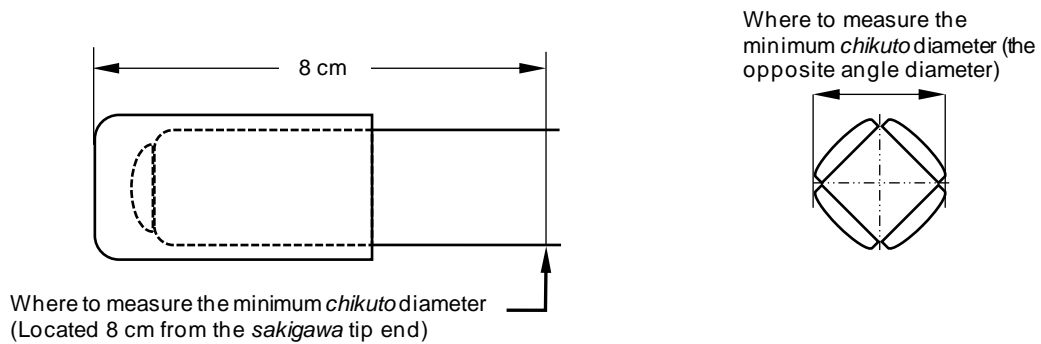 8 cm
Where to measure the minimum chikuto diameter
(Located 8 cm from the sakigawa tip end)
Where to measure the
minimum chikuto diameter (the
opposite angle diameter)